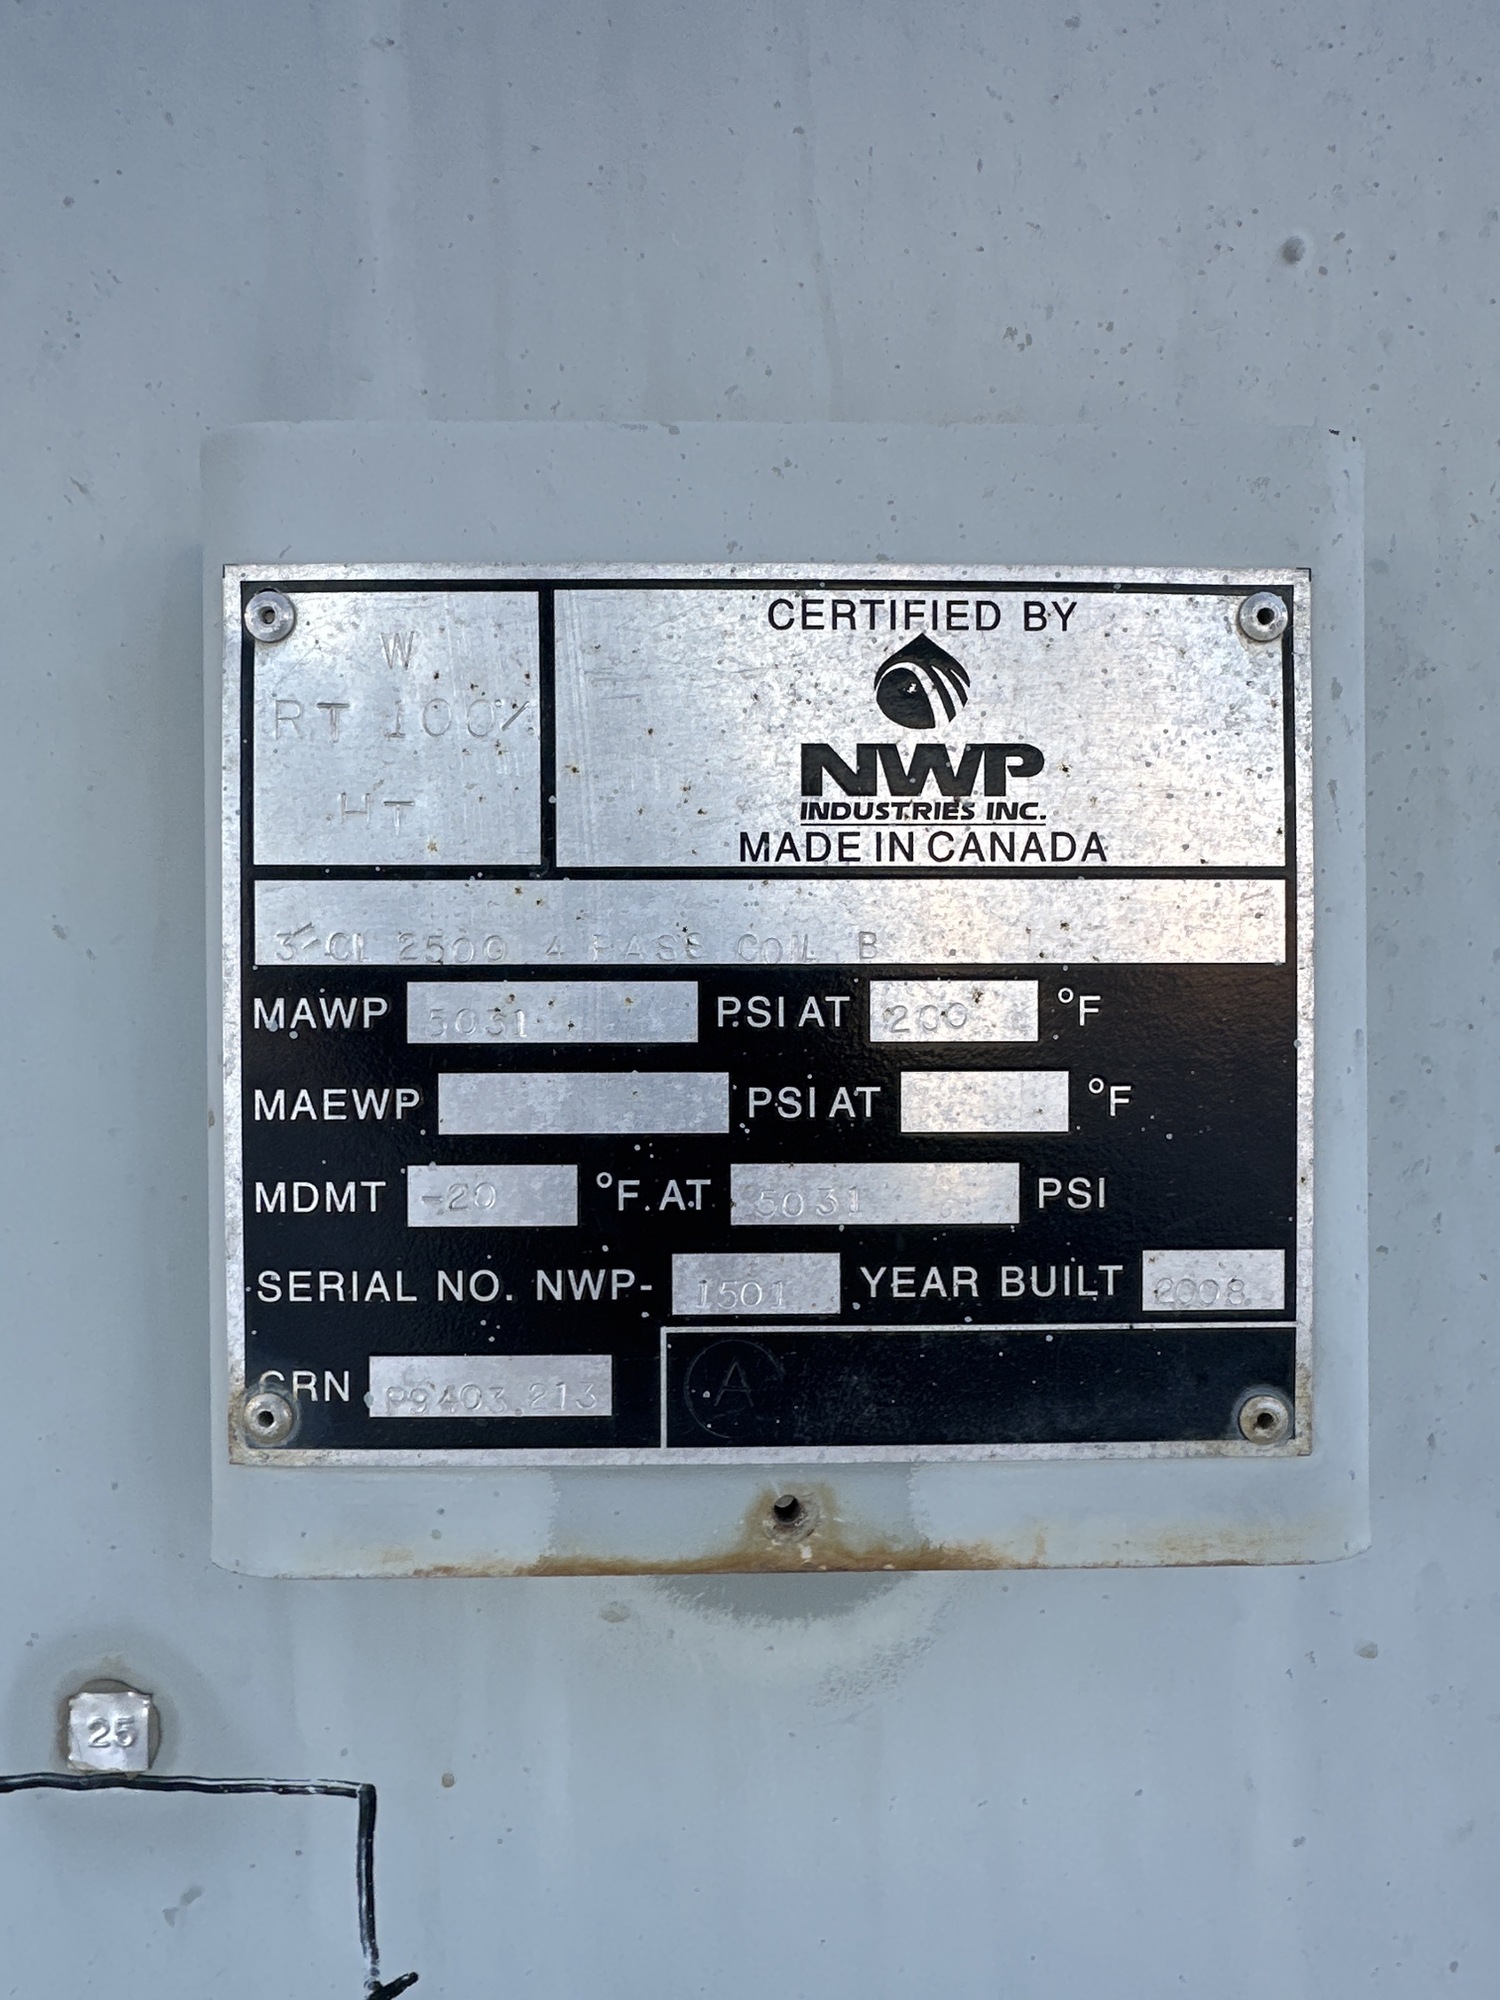 CERTIFIED BY
W
RT 100%
HT
NWP
INDUSTRIES INC.
MADE IN CANADA
3" CL 2500 4 PASS COIL B
MAWP 5031 PSI AT 200 °F
MAEWP PSI AT °F
MDMT -20 °F AT 5031 PSI
SERIAL NO. NWP- 1501 YEAR BUILT 2008
CRN P9403.213
A
25